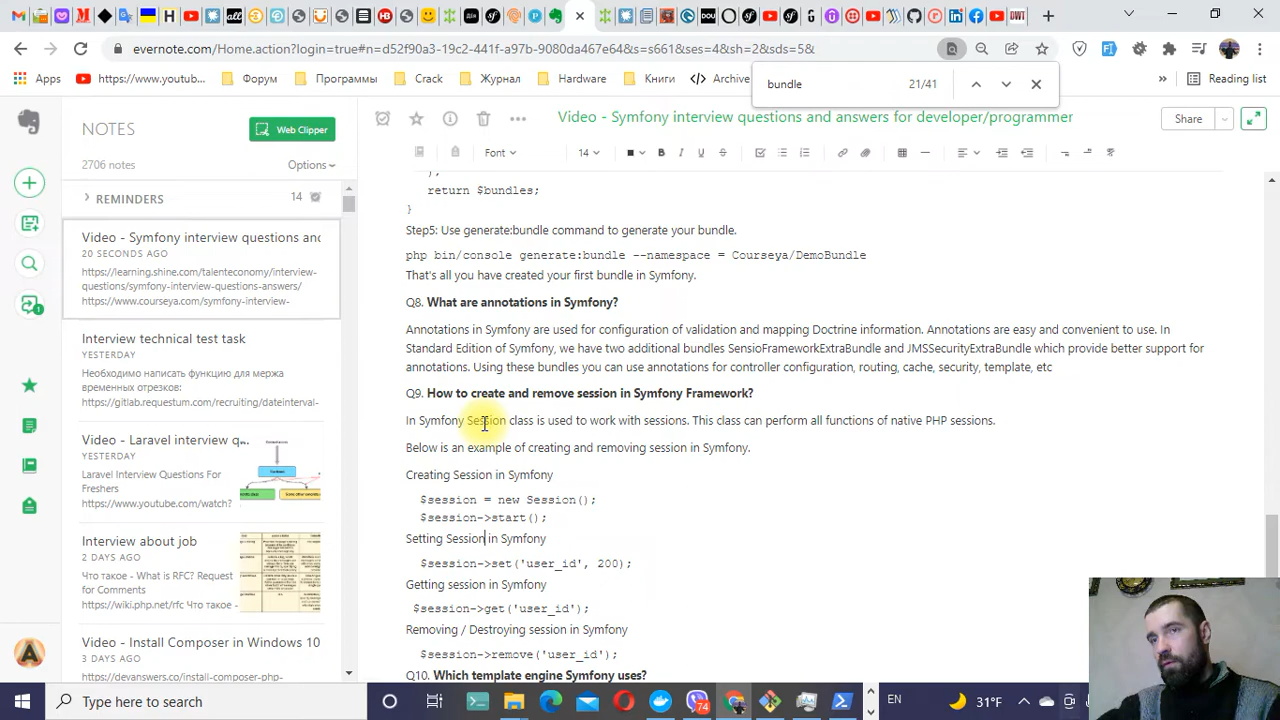 evernote.com/Home.action?login=true#n=d52f90a3-19c2-441f-a97b-9080da467e64&s=s661&ses=4&sh=2&sds=5&
Apps
https://www.youtub...
Форум
Программы
Crack
Журнал
Hardware
Книги
Archive
»
Reading list
bundle
21/41
NOTES
Web Clipper
2706 notes
Options
REMINDERS
14
Video - Symfony interview questions and
20 SECONDS AGO
https://learning.shine.com/talenteconomy/interview-
questions/symfony-interview-questions-answers/
https://www.courseya.com/symfony-interview-
Interview technical test task
YESTERDAY
Необходимо написать функцию для мержа
временных отрезков:
https://gitlab.requestum.com/recruiting/dateinterval-
Video - Laravel interview q...
YESTERDAY
Laravel Interview Questions For
Freshers
https://www.youtube.com/watch?
Interview about job
2 DAYS AGO
Что такое - What is RFC? Request
for Comments
https://wiki.php.net/rfc Что такое -
Video - Install Composer in Windows 10
3 DAYS AGO
https://devanswers.co/install-composer-php-
Video - Symfony interview questions and answers for developer/programmer
Share
Font
14
);
return $bundles;
}
Step5: Use generate:bundle command to generate your bundle.
php bin/console generate:bundle --namespace = Courseya/DemoBundle
That's all you have created your first bundle in Symfony.
Q8. What are annotations in Symfony?
Annotations in Symfony are used for configuration of validation and mapping Doctrine information. Annotations are easy and convenient to use. In
Standard Edition of Symfony, we have two additional bundles SensioFrameworkExtraBundle and JMSSecurityExtraBundle which provide better support for
annotations. Using these bundles you can use annotations for controller configuration, routing, cache, security, template, etc
Q9. How to create and remove session in Symfony Framework?
In Symfony Session class is used to work with sessions. This class can perform all functions of native PHP sessions.
Below is an example of creating and removing session in Symfony.
Creating Session in Symfony
$session = new Session();
$session->start();
Setting Session in Symfony
$session->set('user_id', 200);
Getting session in Symfony
$session->get('user_id');
Removing / Destroying session in Symfony
$session->remove('user_id');
Q10. Which template engine Symfony uses?
Type here to search
74
EN
31°F